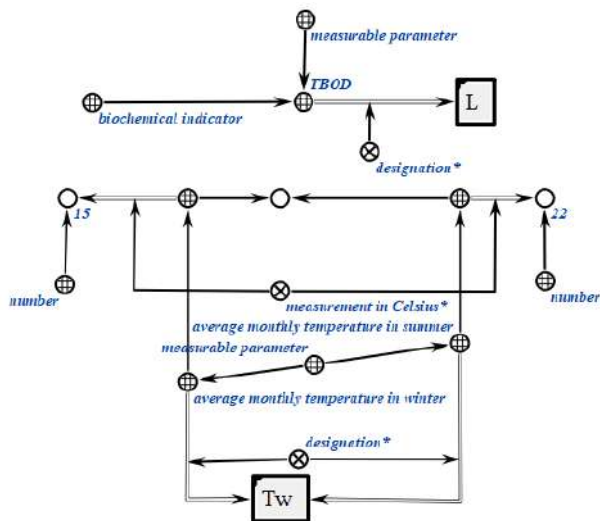 measurable parameter
TBOD
L
biochemical indicator
designation*
15
22
number
number
measurement in Celsius*
average monthly temperature in summer
measurable parameter
average monthly temperature in winter
designetion*
Tw